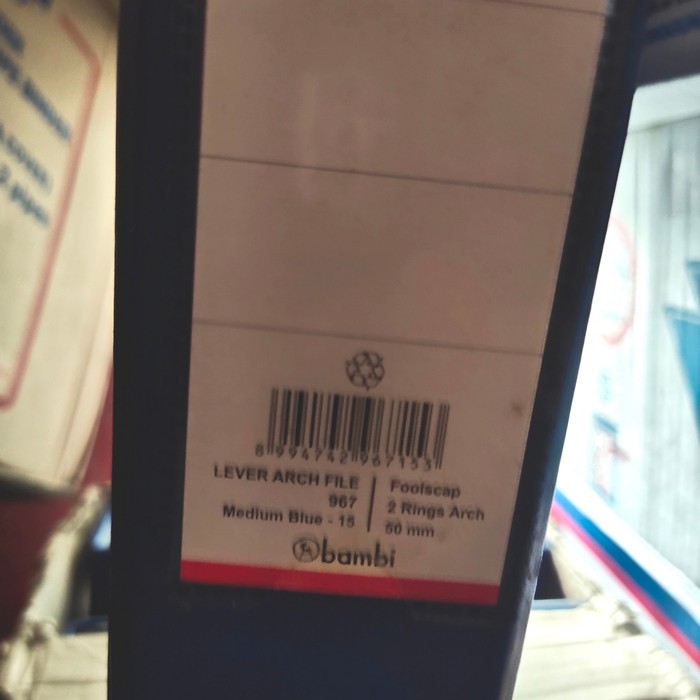 8 994742 967153
LEVER ARCH FILE
967
Medium Blue - 15
Foolscap
2 Rings Arch
50 mm
bambi